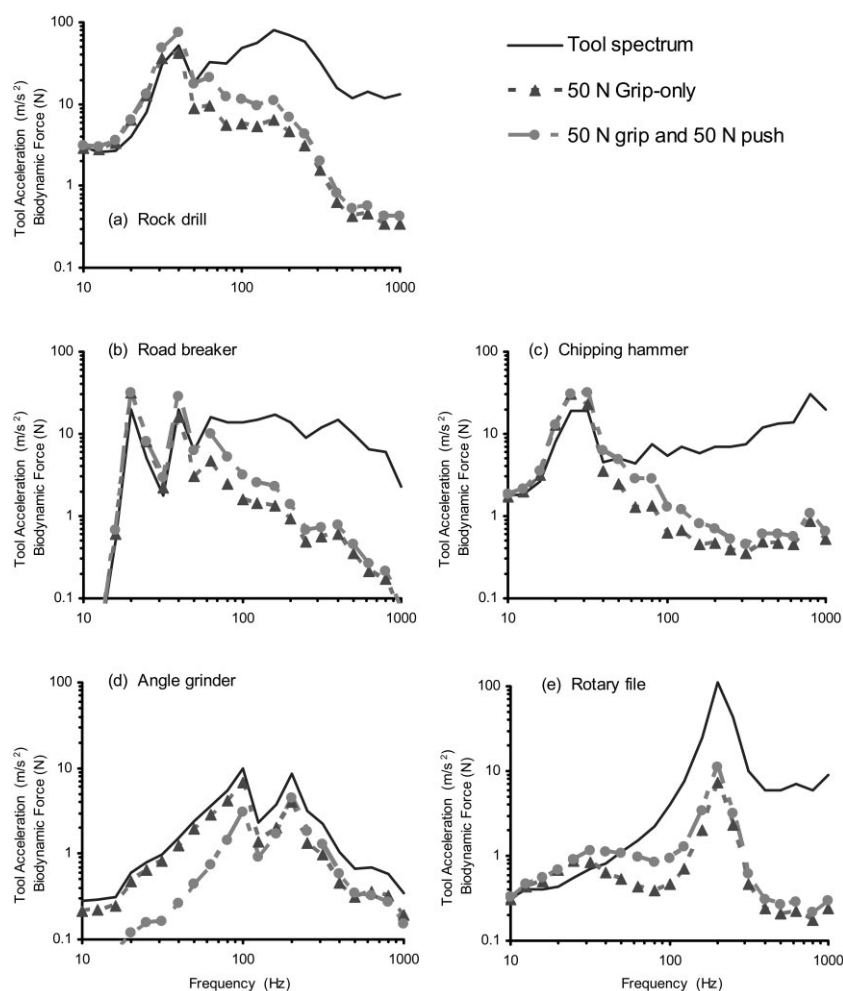 Tool spectrum
50 N Grip-only
50 N grip and 50 N push
Tool Acceleration (m/s²)
Biodynamic Force (N)
100
10
1
0.1
(a) Rock drill
10
100
1000
(b) Road breaker
Tool Acceleration (m/s²)
Biodynamic Force (N)
100
10
1
0.1
10
100
1000
(c) Chipping hammer
Tool Acceleration (m/s²)
Biodynamic Force (N)
100
10
1
0.1
10
100
1000
(d) Angle grinder
Tool Acceleration (m/s²)
Biodynamic Force (N)
100
10
1
0.1
10
100
1000
Frequency (Hz)
(e) Rotary file
Tool Acceleration (m/s²)
Biodynamic Force (N)
100
10
1
0.1
10
100
1000
Frequency (Hz)